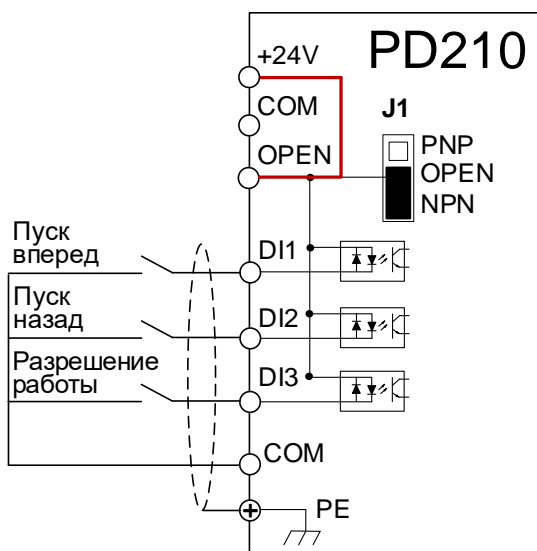 PD210
+24V
COM
J1
PNP
OPEN
OPEN
NPN
Пуск
вперед
DI1
Пуск
назад
DI2
Разрешение
работы
DI3
COM
PE